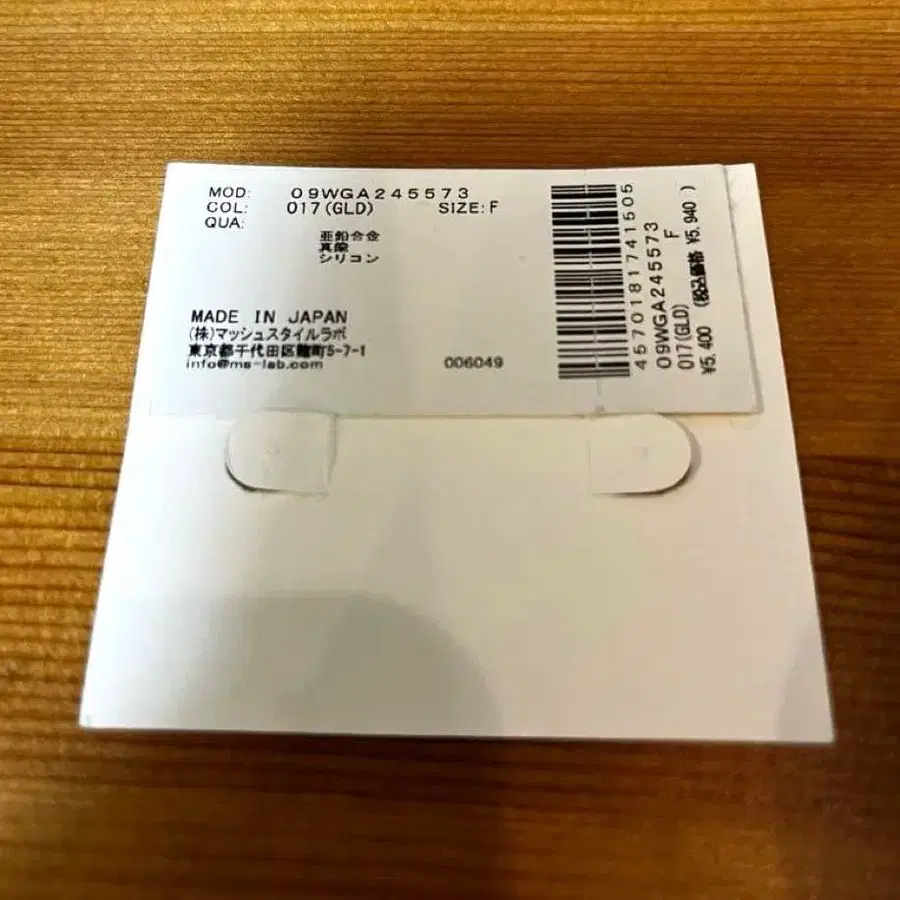 MOD: 09WGA245573
COL: 017(GLD) SIZE:F
QUA:
亜鉛合金
真鍮
シリコン
MADE IN JAPAN
(株)マッシュスタイルラボ
東京都千代田区麹町5-7-1
info@ms-lab.com
006049
4570181741505
09WGA245573
F
017(GLD)
¥5,400 (税込価格 ¥5,940 )